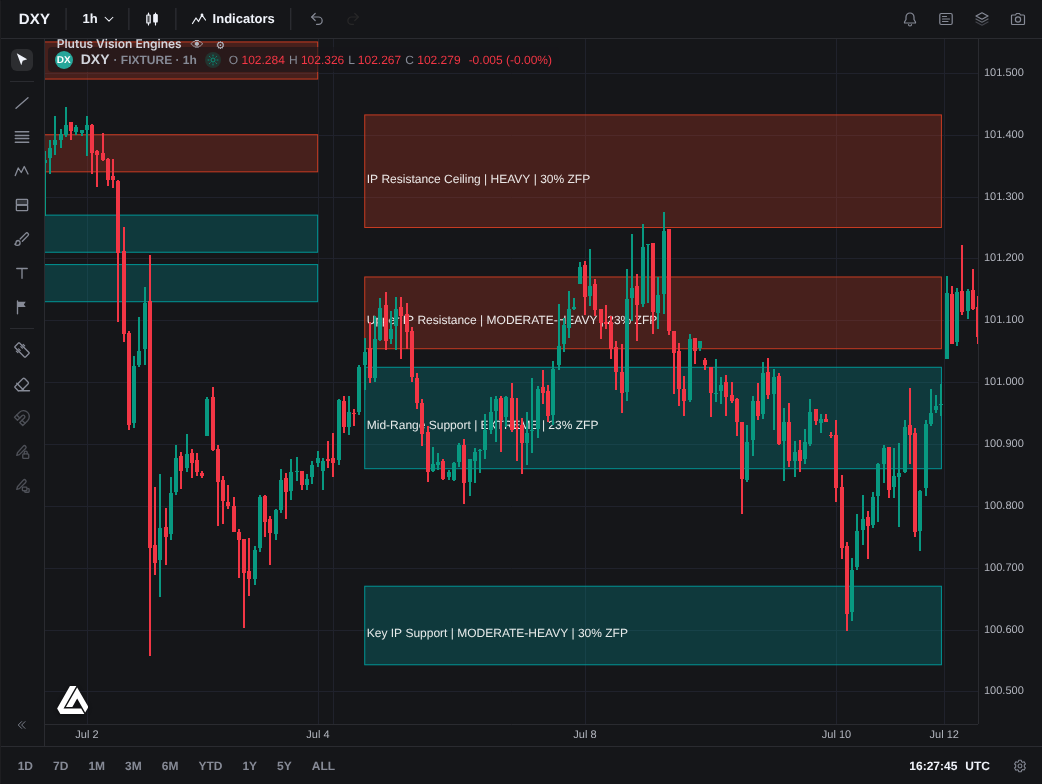 DXY 1h Indicators
Plutus Vision Engines
DX DXY · FIXTURE · 1h O 102.284 H 102.326 L 102.267 C 102.279 -0.005 (-0.00%)
101.500
101.400
IP Resistance Ceiling | HEAVY | 30% ZFP
101.300
101.200
Upper IP Resistance | MODERATE-HEAVY | 23% ZFP
101.100
101.000
Mid-Range Support | EXTREME | 23% ZFP
100.900
100.800
100.700
Key IP Support | MODERATE-HEAVY | 30% ZFP
100.600
100.500
Jul 2 Jul 4 Jul 8 Jul 10 Jul 12
1D 7D 1M 3M 6M YTD 1Y 5Y ALL 16:27:45 UTC